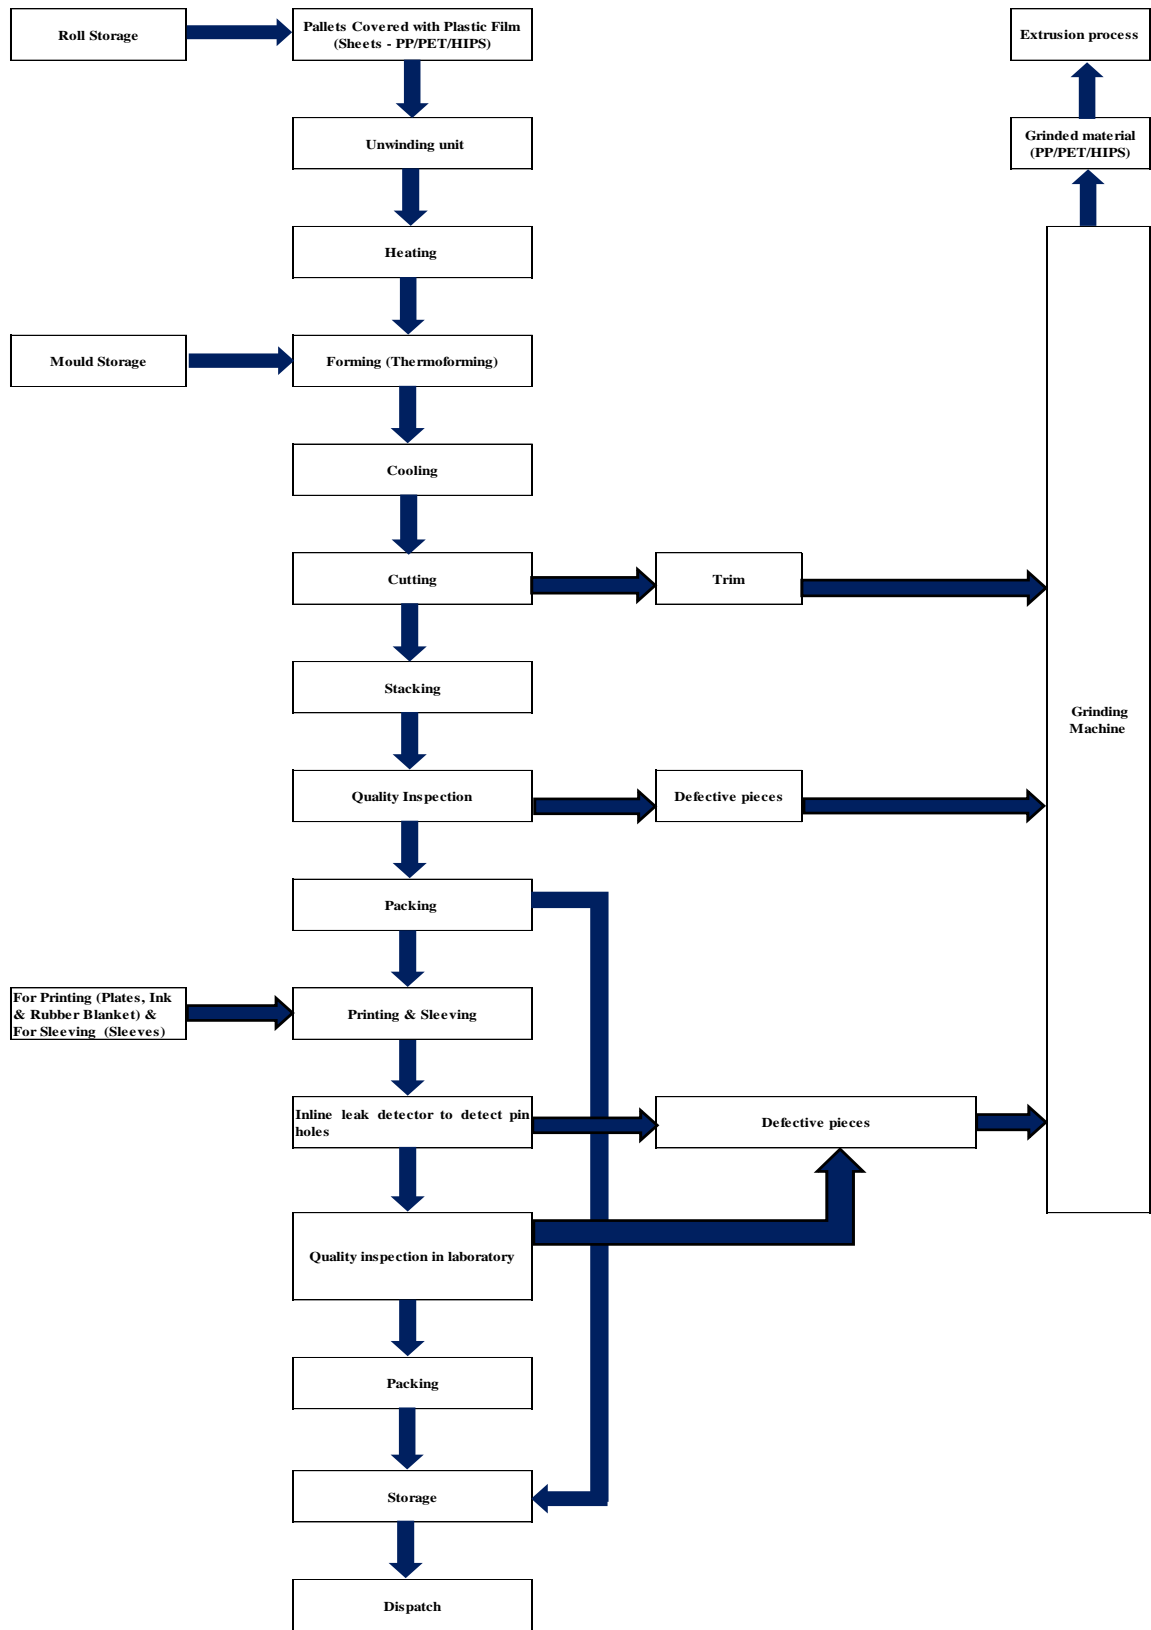 Roll Storage
Pallets Covered with Plastic Film
(Sheets - PP/PET/HIPS)
Extrusion process
Unwinding unit
Grinded material
(PP/PET/HIPS)
Heating
Mould Storage
Forming (Thermoforming)
Cooling
Cutting
Trim
Stacking
Grinding
Machine
Quality Inspection
Defective pieces
Packing
For Printing (Plates, Ink
& Rubber Blanket) &
For Sleeving (Sleeves)
Printing & Sleeving
Inline leak detector to detect pin
holes
Defective pieces
Quality inspection in laboratory
Packing
Storage
Dispatch